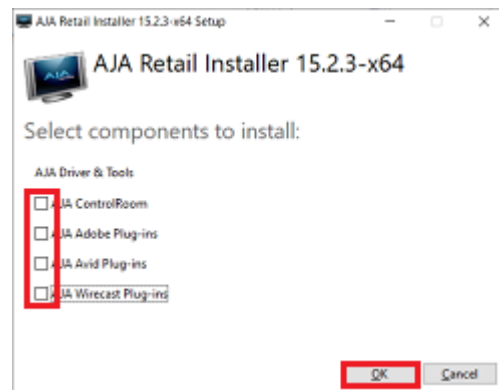 AJA Retail Installer 15.2.3-x64 Setup
AJA
AJA Retail Installer 15.2.3-x64
Select components to install:
AJA Driver & Tools
AJA ControlRoom
AJA Adobe Plug-ins
AJA Avid Plug-ins
AJA Wirecast Plug-ins
OK
Cancel